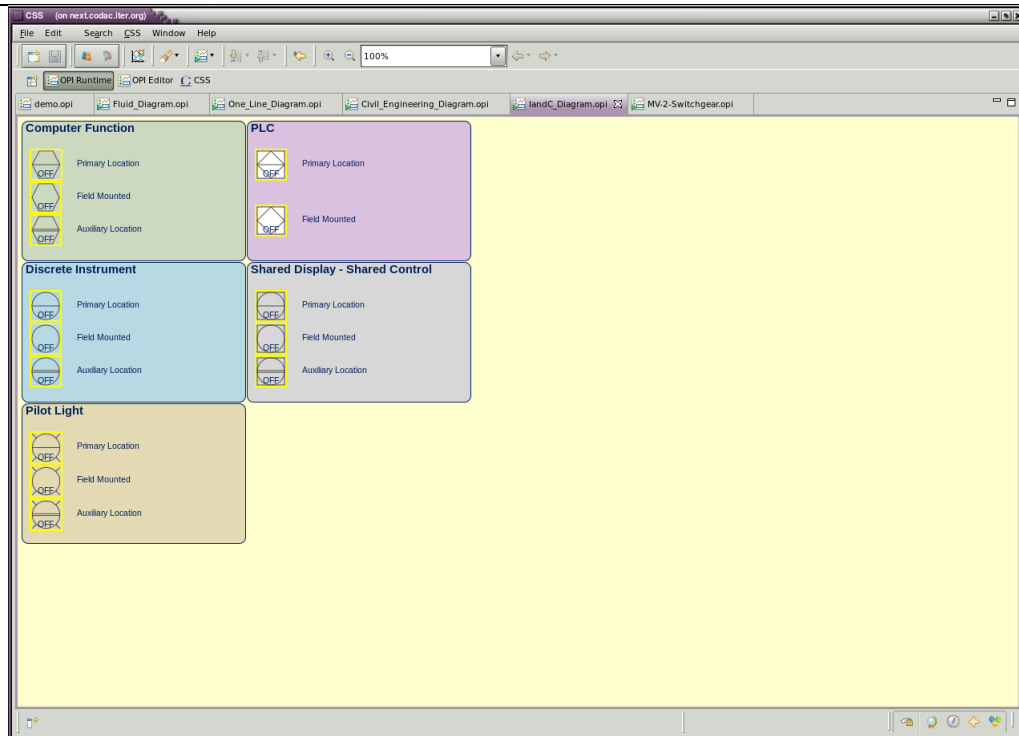 CSS (on next.codac.iter.org)
File Edit Search CSS Window Help
100%
OPI Runtime OPI Editor CSS
demo.opi Fluid_Diagram.opi One_Line_Diagram.opi Civil_Engineering_Diagram.opi IandC_Diagram.opi MV-2-Switchgear.opi
Computer Function
OFF Primary Location
OFF Field Mounted
OFF Auxiliary Location
PLC
OFF Primary Location
OFF Field Mounted
Discrete Instrument
OFF Primary Location
OFF Field Mounted
OFF Auxiliary Location
Shared Display - Shared Control
OFF Primary Location
OFF Field Mounted
OFF Auxiliary Location
Pilot Light
OFF Primary Location
OFF Field Mounted
OFF Auxiliary Location